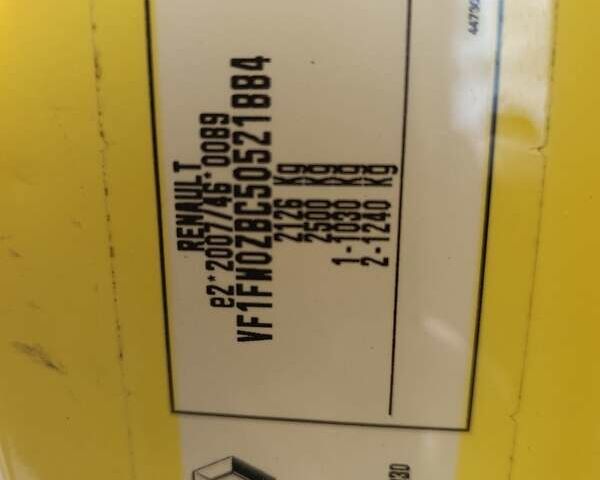 RENAULT
e2*2007/46*0089
VF1FW0ZBC50521884
2126 Kg
2500 Kg
1-1030 Kg
2-1240 Kg